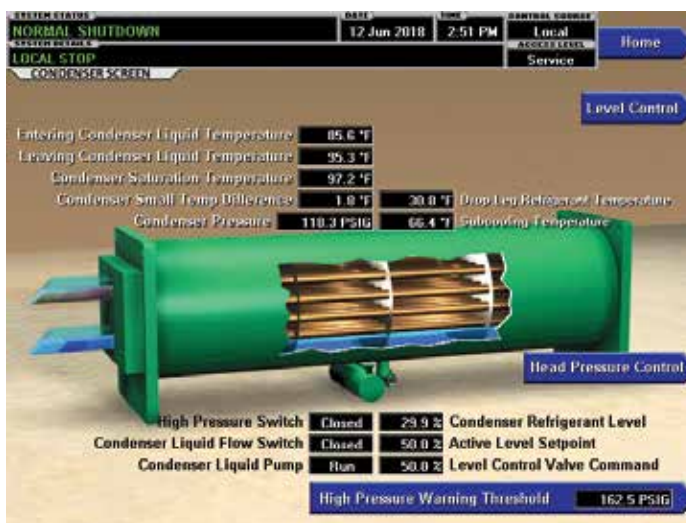 SYSTEM STATUS DATE TIME CONTROL SOURCE
NORMAL SHUTDOWN 12 Jun 2018 2:51 PM Local
SYSTEM DETAILS ACCESS LEVEL Home
LOCAL STOP Service
CONDENSER SCREEN
Level Control
Entering Condenser Liquid Temperature 85.6 °F
Leaving Condenser Liquid Temperature 95.3 °F
Condenser Saturation Temperature 97.2 °F
Condenser Small Temp Difference 1.8 °F 30.8 °F Drop Leg Refrigerant Temperature
Condenser Pressure 118.3 PSIG 66.4 °F Subcooling Temperature
Head Pressure Control
High Pressure Switch Closed 29.9 % Condenser Refrigerant Level
Condenser Liquid Flow Switch Closed 50.0 % Active Level Setpoint
Condenser Liquid Pump Run 50.0 % Level Control Valve Command
High Pressure Warning Threshold 162.5 PSIG